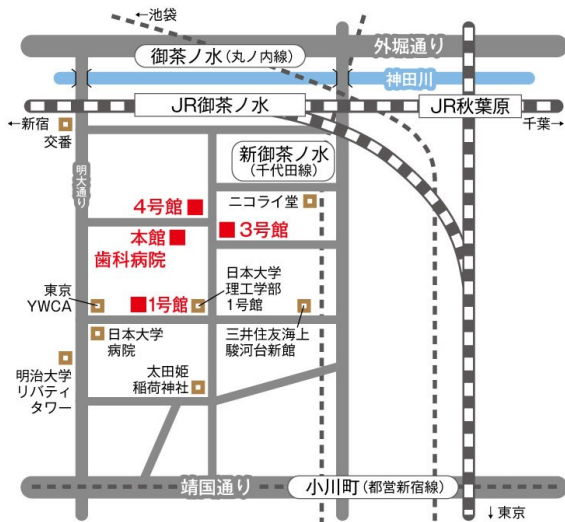 ←池袋
外堀通り
御茶ノ水(丸ノ内線)
神田川
JR御茶ノ水
JR秋葉原
←新宿
千葉→
交番
明大通り
新御茶ノ水
(千代田線)
4号館
ニコライ堂
3号館
本館
歯科病院
東京
YWCA
1号館
日本大学
理工学部
1号館
日本大学
病院
三井住友海上
駿河台新館
明治大学
リバティ
タワー
太田姫
稲荷神社
靖国通り
小川町(都営新宿線)
↓東京